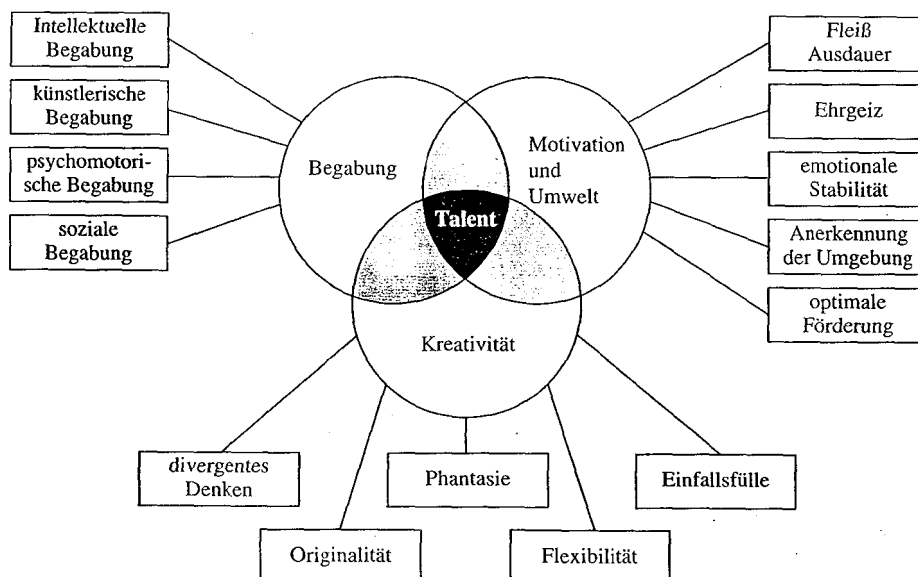 Intellektuelle
Begabung
künstlerische
Begabung
psychomotori-
sche Begabung
soziale
Begabung
Begabung
Motivation
und
Umwelt
Talent
Kreativität
Fleiß
Ausdauer
Ehrgeiz
emotionale
Stabilität
Anerkennung
der Umgebung
optimale
Förderung
divergentes
Denken
Originalität
Phantasie
Flexibilität
Einfallsfülle